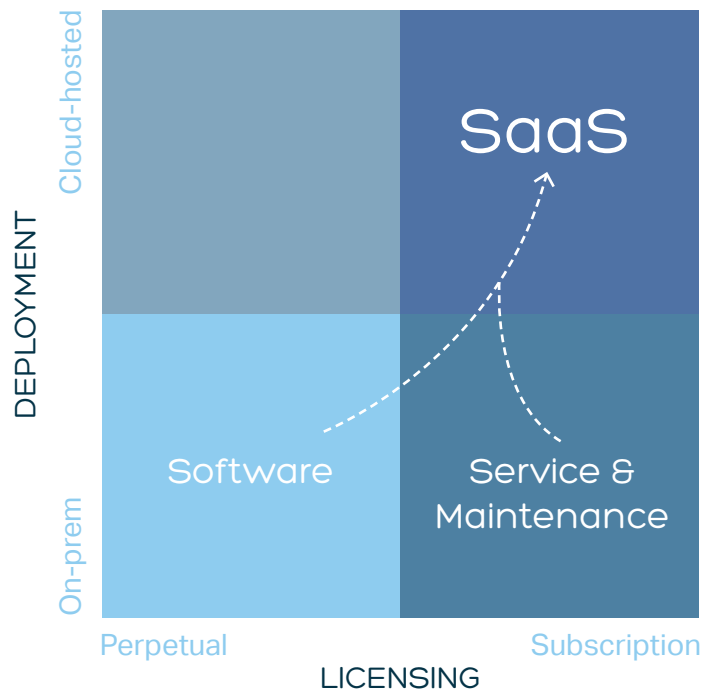 Cloud-hosted
SaaS
DEPLOYMENT
Software
Service &
Maintenance
On-prem
Perpetual
Subscription
LICENSING